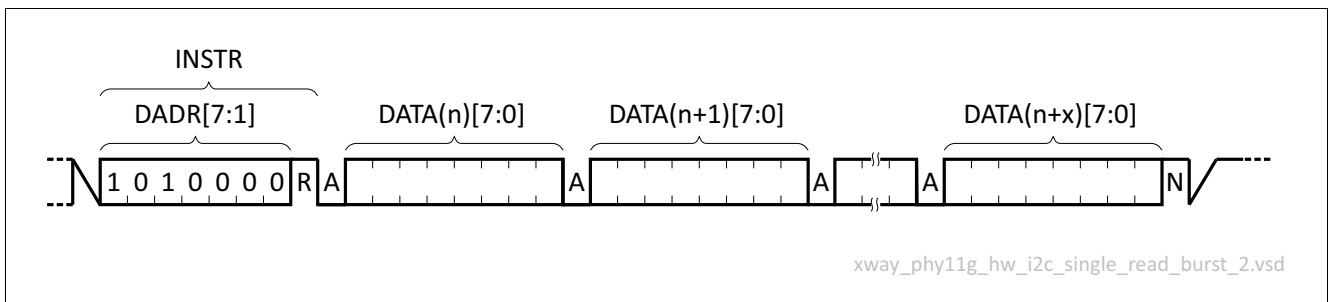 INSTR
DADR[7:1] DATA(n)[7:0] DATA(n+1)[7:0] DATA(n+x)[7:0]
1 0 1 0 0 0 0 R A A A A N
xway_phy11g_hw_i2c_single_read_burst_2.vsd